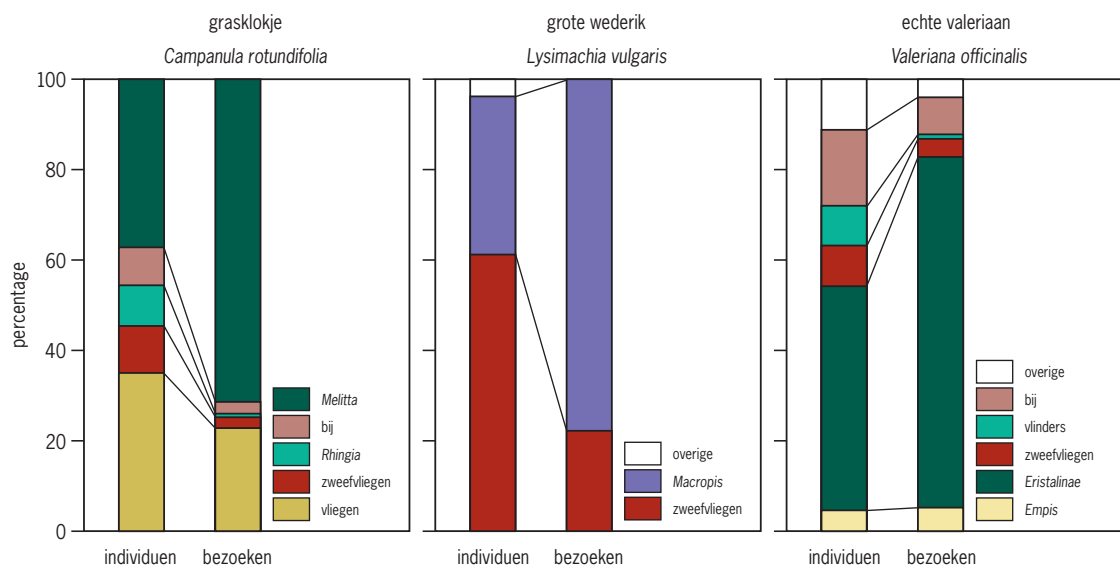 grasklokje
Campanula rotundifolia
grote wederik
Lysimachia vulgaris
echte valeriaan
Valeriana officinalis
percentage
100
80
60
40
20
0
Melitta
bij
Rhingia
zweefvliegen
vliegen
individuen
bezoeken
overige
Macropis
zweefvliegen
individuen
bezoeken
overige
bij
vlinders
zweefvliegen
Eristalinae
Empis
individuen
bezoeken